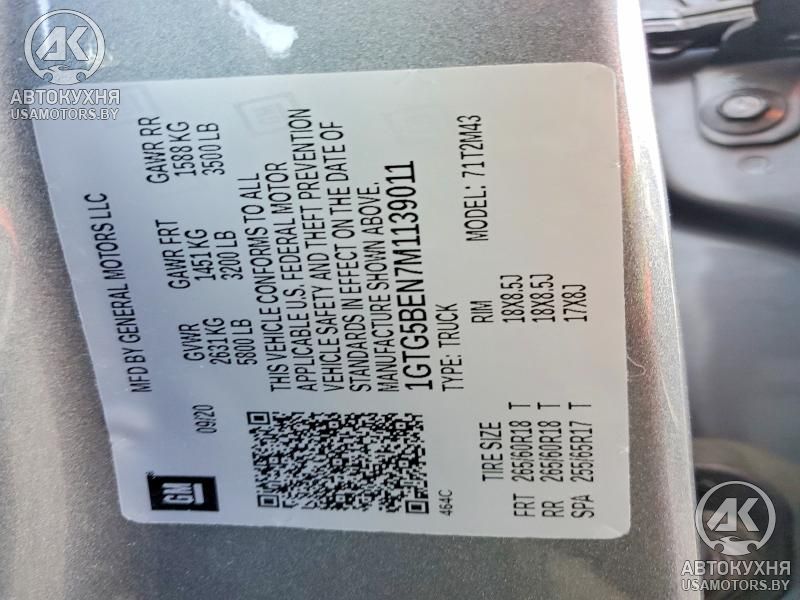 AK
АВТОКУХНЯ
USAMOTORS.BY
MFD BY GENERAL MOTORS LLC
09/20
GVWR GAWR FRT GAWR RR
2631 KG 1451 KG 1588 KG
5800 LB 3200 LB 3500 LB
THIS VEHICLE CONFORMS TO ALL
APPLICABLE U.S. FEDERAL MOTOR
VEHICLE SAFETY AND THEFT PREVENTION
STANDARDS IN EFFECT ON THE DATE OF
MANUFACTURE SHOWN ABOVE.
1GTG5BEN7M1139011
TYPE: TRUCK MODEL: 71T2M43
GM
464C
TIRE SIZE RIM
FRT 265/60R18 T 18X8.5J
RR 265/60R18 T 18X8.5J
SPA 255/65R17 T 17X8J
AK
АВТОКУХНЯ
USAMOTORS.BY